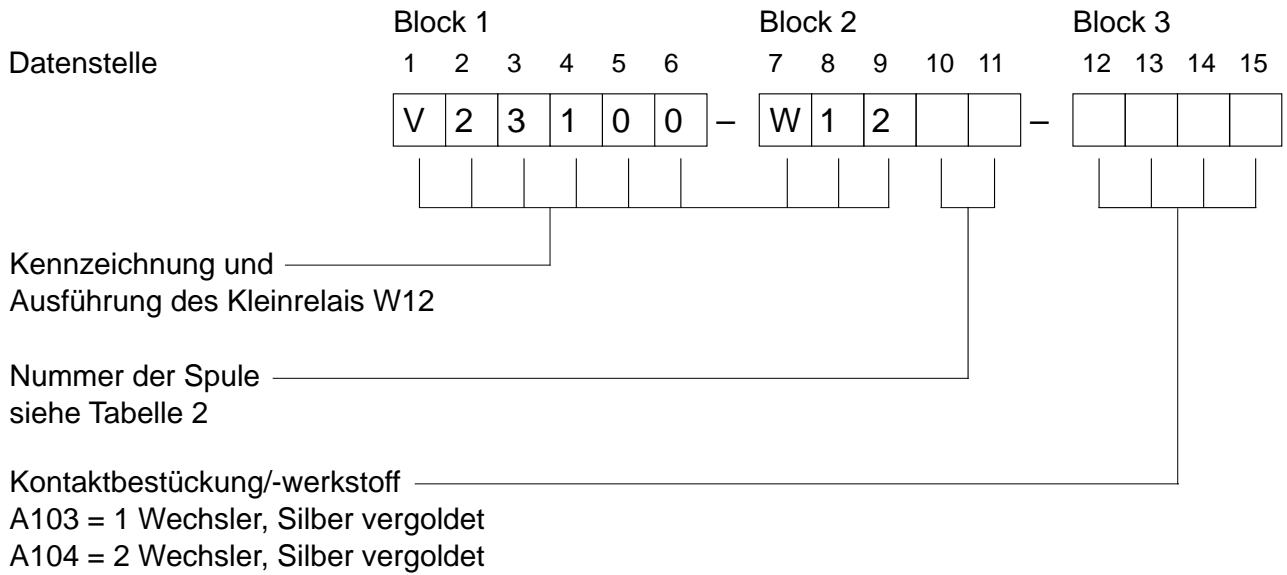 Block 1 Block 2 Block 3
Datenstelle 1 2 3 4 5 6 7 8 9 10 11 12 13 14 15
V 2 3 1 0 0 – W 1 2 –
Kennzeichnung und
Ausführung des Kleinrelais W12
Nummer der Spule
siehe Tabelle 2
Kontaktbestückung/-werkstoff
A103 = 1 Wechsler, Silber vergoldet
A104 = 2 Wechsler, Silber vergoldet